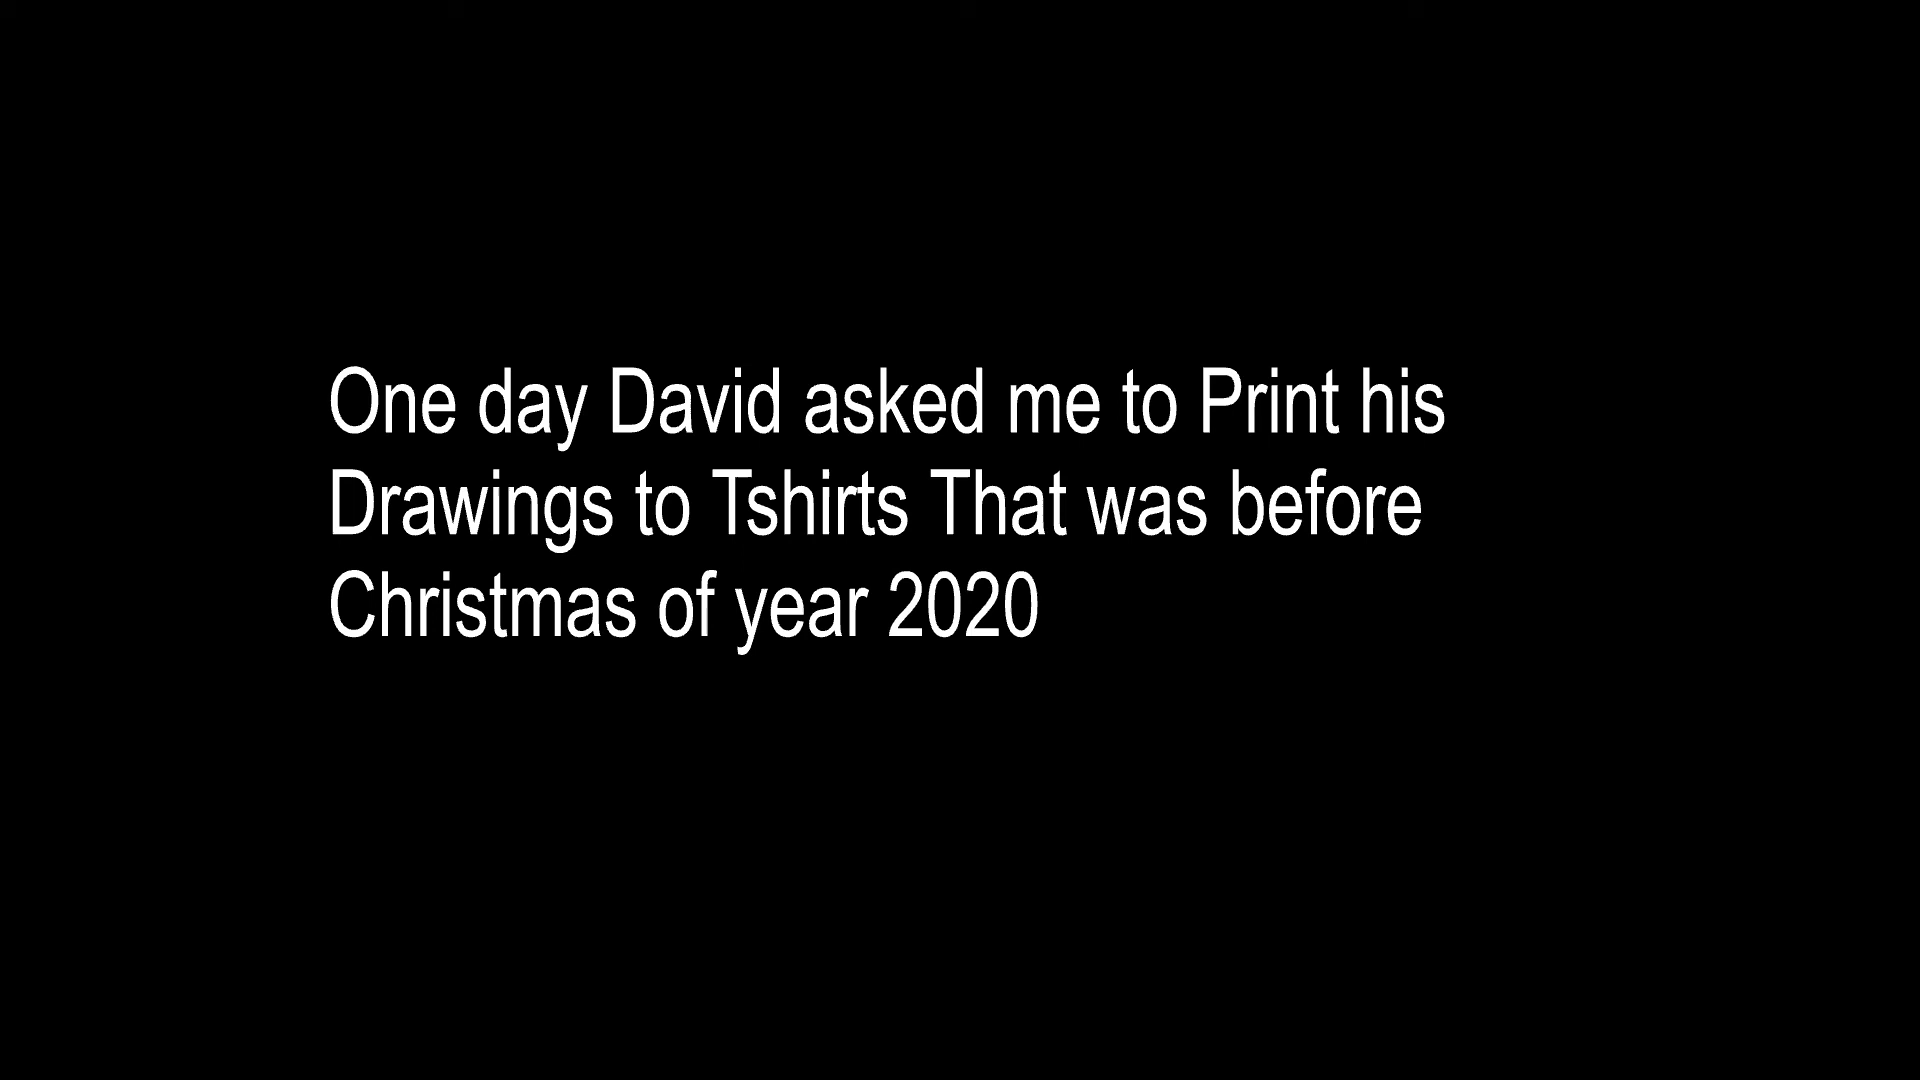 One day David asked me to Print his
Drawings to Tshirts That was before
Christmas of year 2020